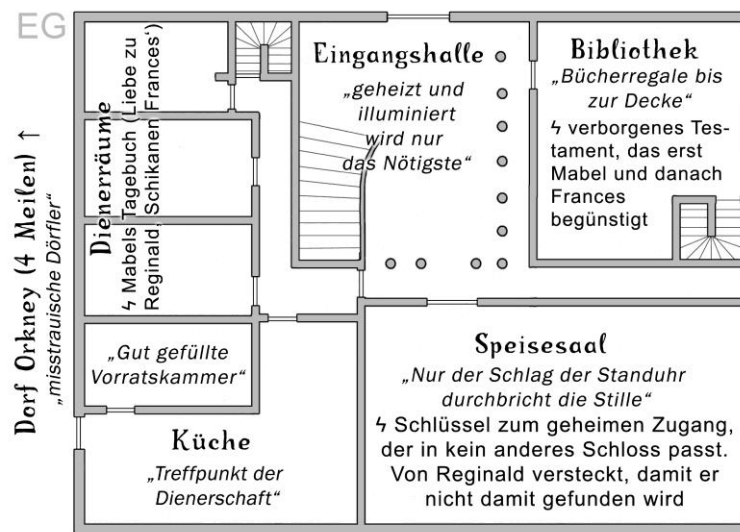 EG
Dorf Orkney (4 Meilen) ↑
„misstrauische Dörfler“
Dienerräume
ϟ Mabels Tagebuch (Liebe zu
Reginald, Schikanen Frances‘)
Eingangshalle
„geheizt und
illuminiert
wird nur
das Nötigste“
Bibliothek
„Bücherregale bis
zur Decke“
ϟ verborgenes Tes-
tament, das erst
Mabel und danach
Frances
begünstigt
„Gut gefüllte
Vorratskammer“
Küche
„Treffpunkt der
Dienerschaft“
Speisesaal
„Nur der Schlag der Standuhr
durchbricht die Stille“
ϟ Schlüssel zum geheimen Zugang,
der in kein anderes Schloss passt.
Von Reginald versteckt, damit er
nicht damit gefunden wird